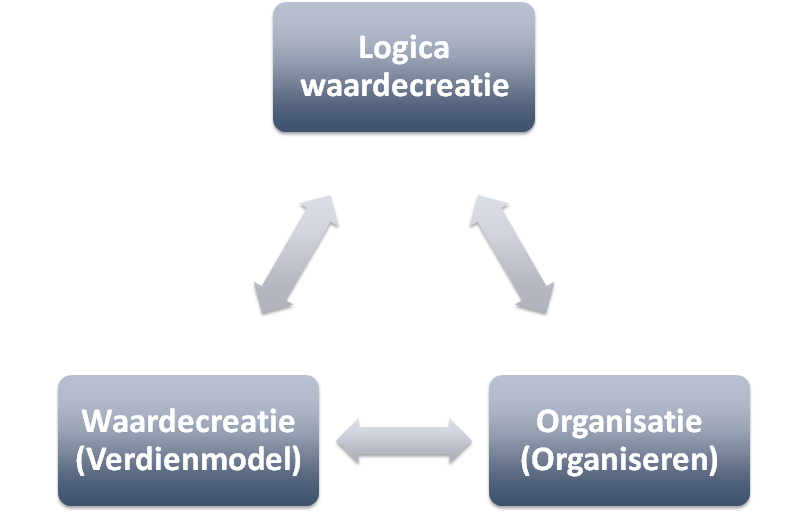 Logica
waardecreatie
Waardecreatie
(Verdienmodel)
Organisatie
(Organiseren)